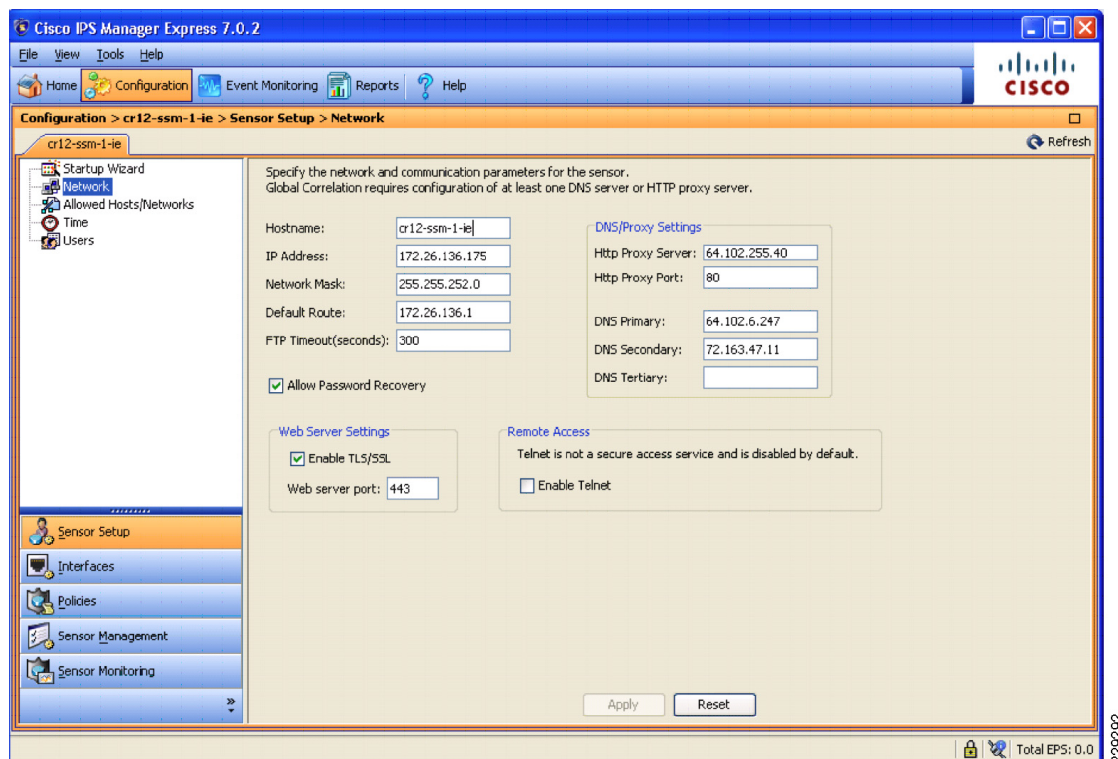 Cisco IPS Manager Express 7.0.2
File View Tools Help
Home Configuration Event Monitoring Reports Help
CISCO
Configuration > cr12-ssm-1-ie > Sensor Setup > Network
cr12-ssm-1-ie
Refresh
Startup Wizard
Network
Allowed Hosts/Networks
Time
Users
Sensor Setup
Interfaces
Policies
Sensor Management
Sensor Monitoring
Specify the network and communication parameters for the sensor.
Global Correlation requires configuration of at least one DNS server or HTTP proxy server.
Hostname: cr12-ssm-1-ie
IP Address: 172.26.136.175
Network Mask: 255.255.252.0
Default Route: 172.26.136.1
FTP Timeout(seconds): 300
Allow Password Recovery
DNS/Proxy Settings
Http Proxy Server: 64.102.255.40
Http Proxy Port: 80
DNS Primary: 64.102.6.247
DNS Secondary: 72.163.47.11
DNS Tertiary:
Web Server Settings
Enable TLS/SSL
Web server port: 443
Remote Access
Telnet is not a secure access service and is disabled by default.
Enable Telnet
Apply Reset
Total EPS: 0.0